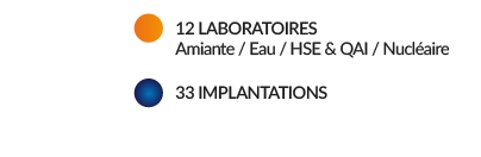 12 LABORATOIRES
Amiante / Eau / HSE & QAI / Nucléaire
33 IMPLANTATIONS